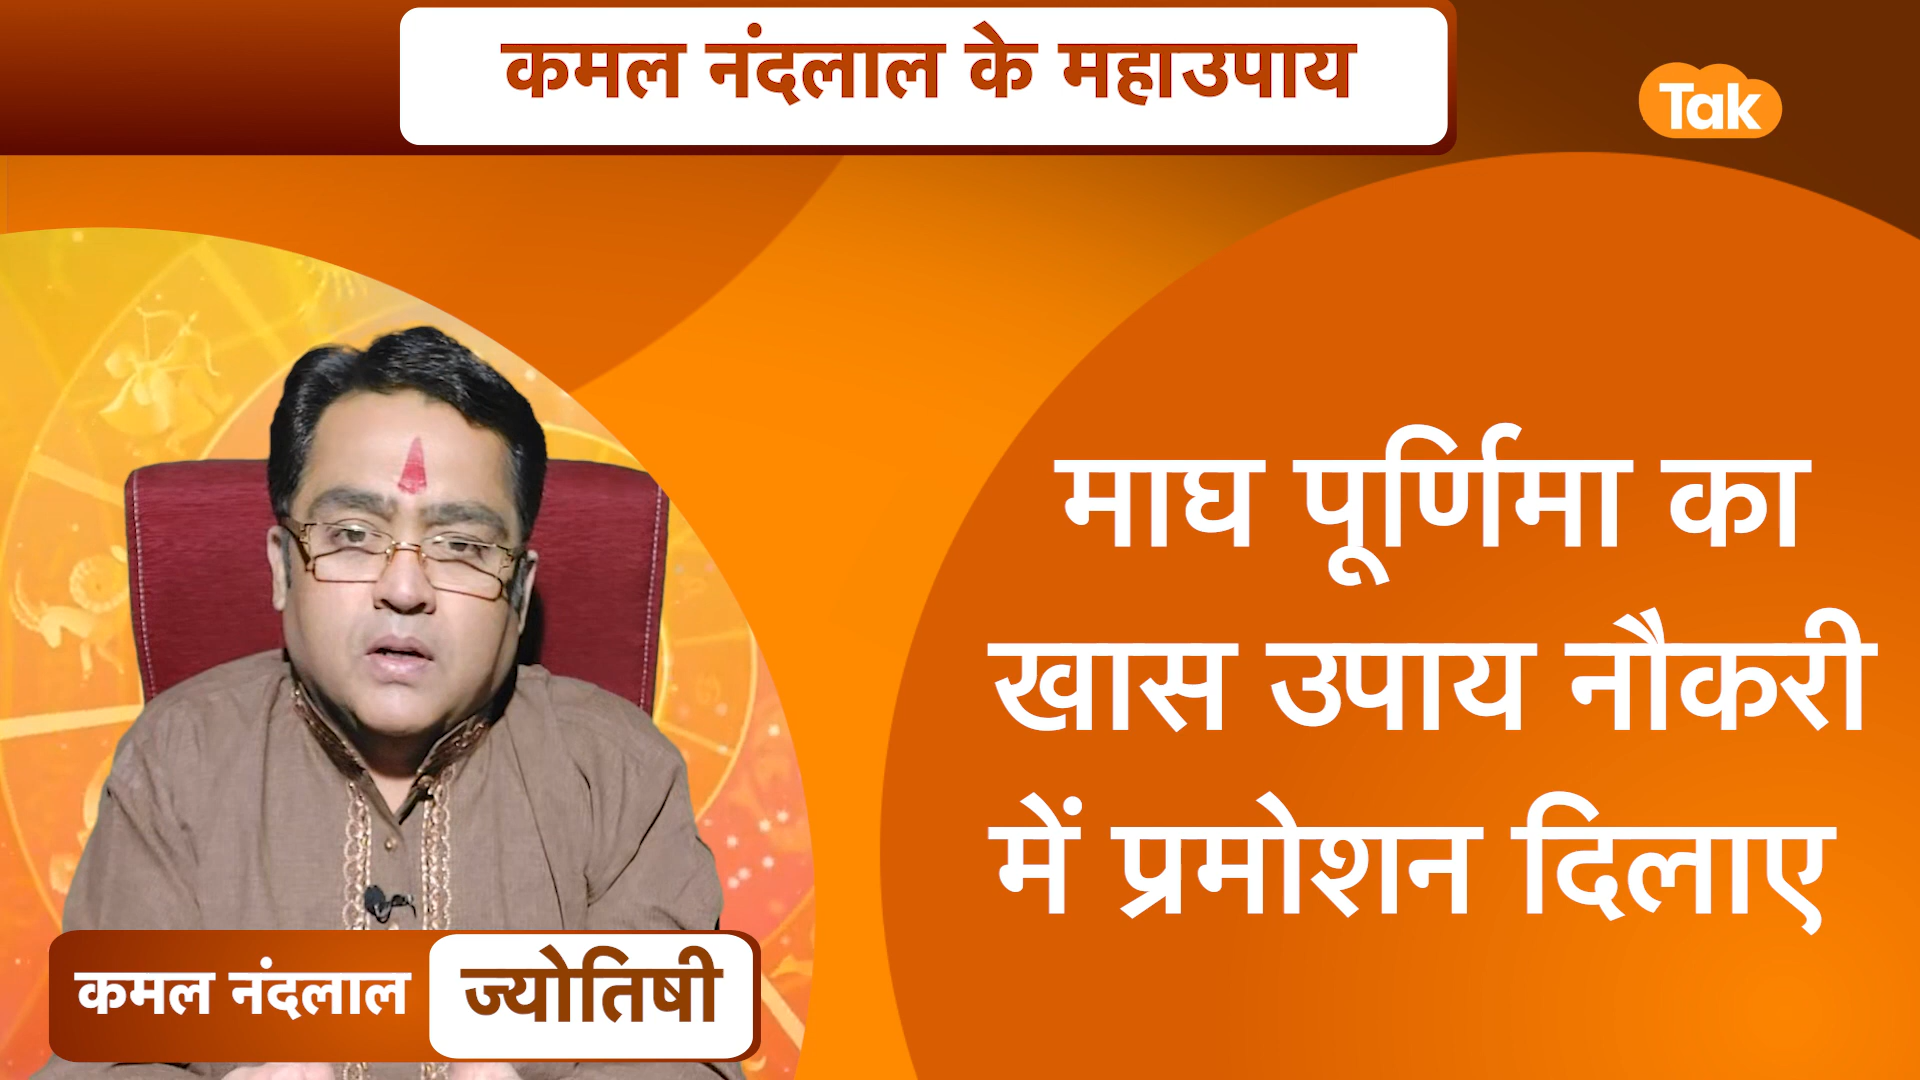 कमल नंदलाल के महाउपाय
Tak
माघ पूर्णिमा का
खास उपाय नौकरी
में प्रमोशन दिलाए
कमल नंदलाल
ज्योतिषी